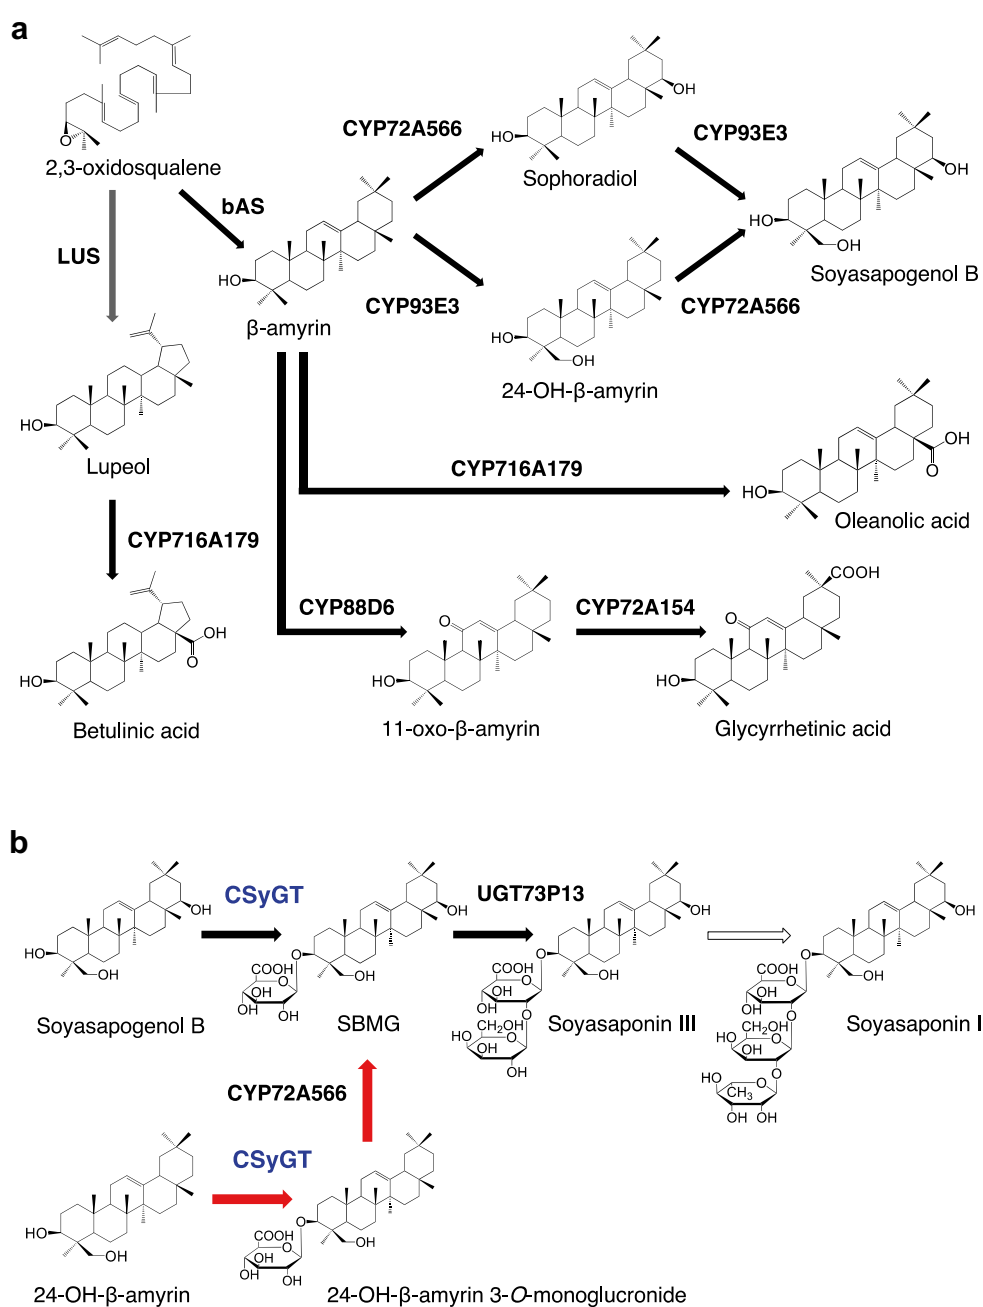 a
O
2,3-oxidosqualene
LUS
bAS
CYP72A566
HO
OH
Sophoradiol
CYP93E3
HO
OH
OH
Soyasapogenol B
HO
β-amyrin
CYP93E3
HO
OH
24-OH-β-amyrin
CYP72A566
HO
Lupeol
CYP716A179
HO
OH
O
Oleanolic acid
CYP716A179
HO
OH
O
Betulinic acid
CYP88D6
O
HO
11-oxo-β-amyrin
CYP72A154
COOH
O
HO
Glycyrrhetinic acid
b
HO
OH
OH
Soyasapogenol B
CSyGT
OH
O
OH
COOH
O
OH
OH
OH
SBMG
UGT73P13
OH
O
OH
COOH
O
OH
OH
O
CH2OH
HO
O
OH
OH
Soyasaponin III
OH
O
OH
COOH
O
OH
OH
O
CH2OH
HO
O
OH
O
HO
O
CH3
OH OH
Soyasaponin I
CYP72A566
HO
OH
24-OH-β-amyrin
CSyGT
O
OH
COOH
O
OH
OH
OH
24-OH-β-amyrin 3-O-monoglucronide